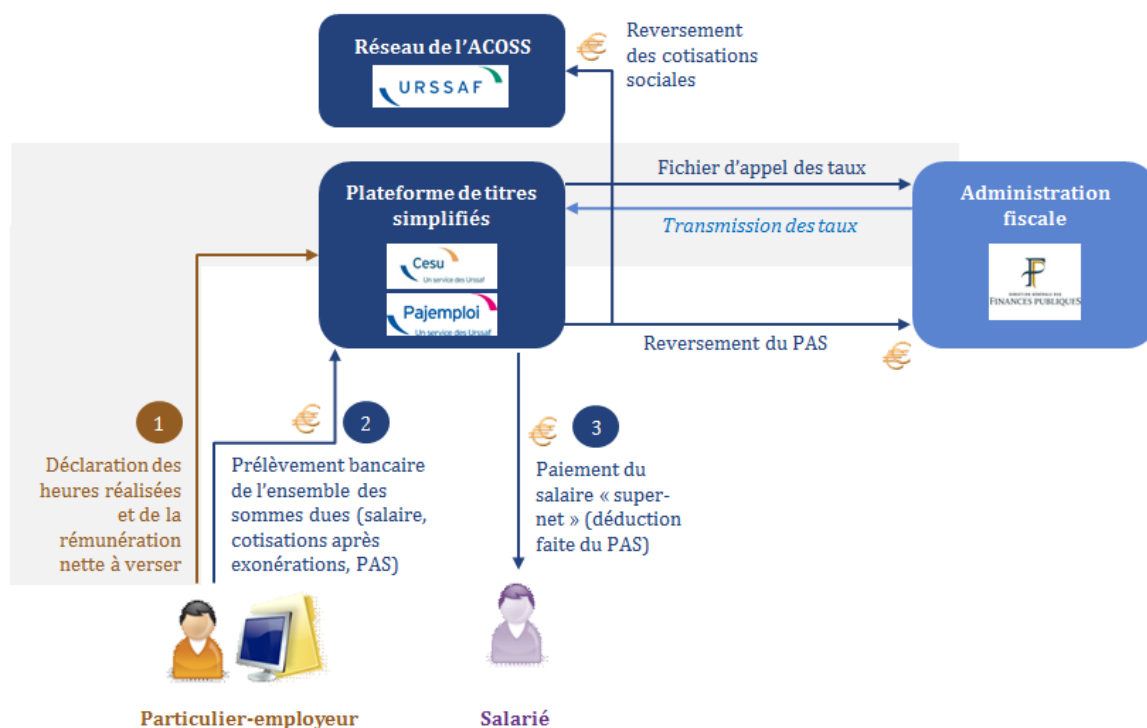 Réseau de l'ACOSS
URSSAF
€
Reversement
des cotisations
sociales
Plateforme de titres
simplifiés
Cesu
Un service des Urssaf
Pajemploi
Un service des Urssaf
Fichier d'appel des taux
Transmission des taux
Administration
fiscale
DIRECTION GÉNÉRALE DES
FINANCES PUBLIQUES
Reversement du PAS
€
1
Déclaration des
heures réalisées
et de la
rémunération
nette à verser
€
2
Prélèvement bancaire
de l'ensemble des
sommes dues (salaire,
cotisations après
exonérations, PAS)
€
3
Paiement du
salaire « super-
net » (déduction
faite du PAS)
Particulier-employeur
Salarié